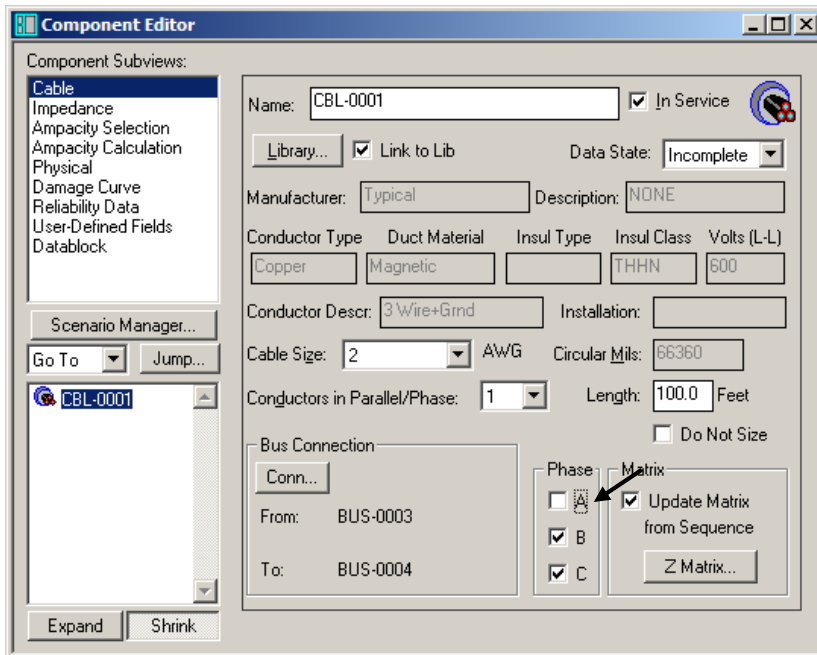 Component Editor
Component Subviews:
Cable
Impedance
Ampacity Selection
Ampacity Calculation
Physical
Damage Curve
Reliability Data
User-Defined Fields
Datablock
Scenario Manager...
Go To Jump...
CBL-0001
Expand Shrink
Name: CBL-0001 In Service
Library... Link to Lib Data State: Incomplete
Manufacturer: Typical Description: NONE
Conductor Type Duct Material Insul Type Insul Class Volts (L-L)
Copper Magnetic THHN 600
Conductor Descr: 3 Wire+Grnd Installation:
Cable Size: 2 AWG Circular Mils: 66360
Conductors in Parallel/Phase: 1 Length: 100.0 Feet
Do Not Size
Bus Connection
Conn...
From: BUS-0003
To: BUS-0004
Phase
A
B
C
Matrix
Update Matrix
from Sequence
Z Matrix...